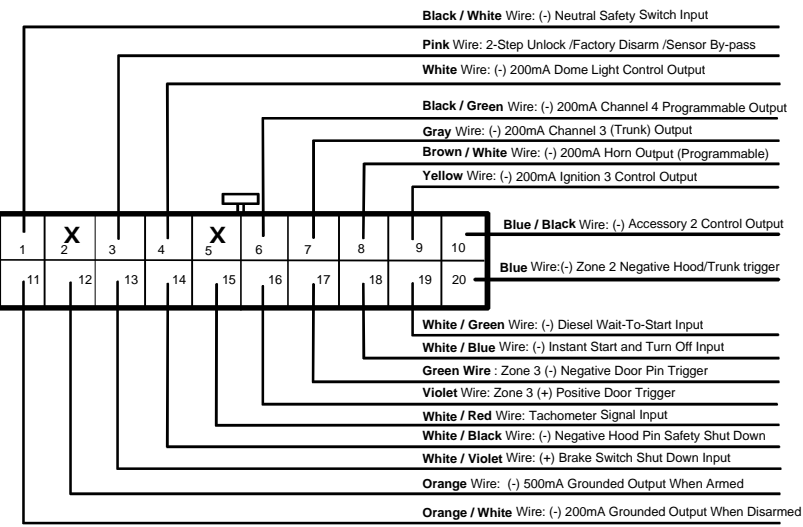 Black / White Wire: (-) Neutral Safety Switch Input
Pink Wire: 2-Step Unlock /Factory Disarm /Sensor By-pass
White Wire: (-) 200mA Dome Light Control Output
Black / Green Wire: (-) 200mA Channel 4 Programmable Output
Gray Wire: (-) 200mA Channel 3 (Trunk) Output
Brown / White Wire: (-) 200mA Horn Output (Programmable)
Yellow Wire: (-) 200mA Ignition 3 Control Output
Blue / Black Wire: (-) Accessory 2 Control Output
X X
1 2 3 4 5 6 7 8 9 10
Blue Wire:(-) Zone 2 Negative Hood/Trunk trigger
11 12 13 14 15 16 17 18 19 20
White / Green Wire: (-) Diesel Wait-To-Start Input
White / Blue Wire: (-) Instant Start and Turn Off Input
Green Wire : Zone 3 (-) Negative Door Pin Trigger
Violet Wire: Zone 3 (+) Positive Door Trigger
White / Red Wire: Tachometer Signal Input
White / Black Wire: (-) Negative Hood Pin Safety Shut Down
White / Violet Wire: (+) Brake Switch Shut Down Input
Orange Wire: (-) 500mA Grounded Output When Armed
Orange / White Wire: (-) 200mA Grounded Output When Disarmed